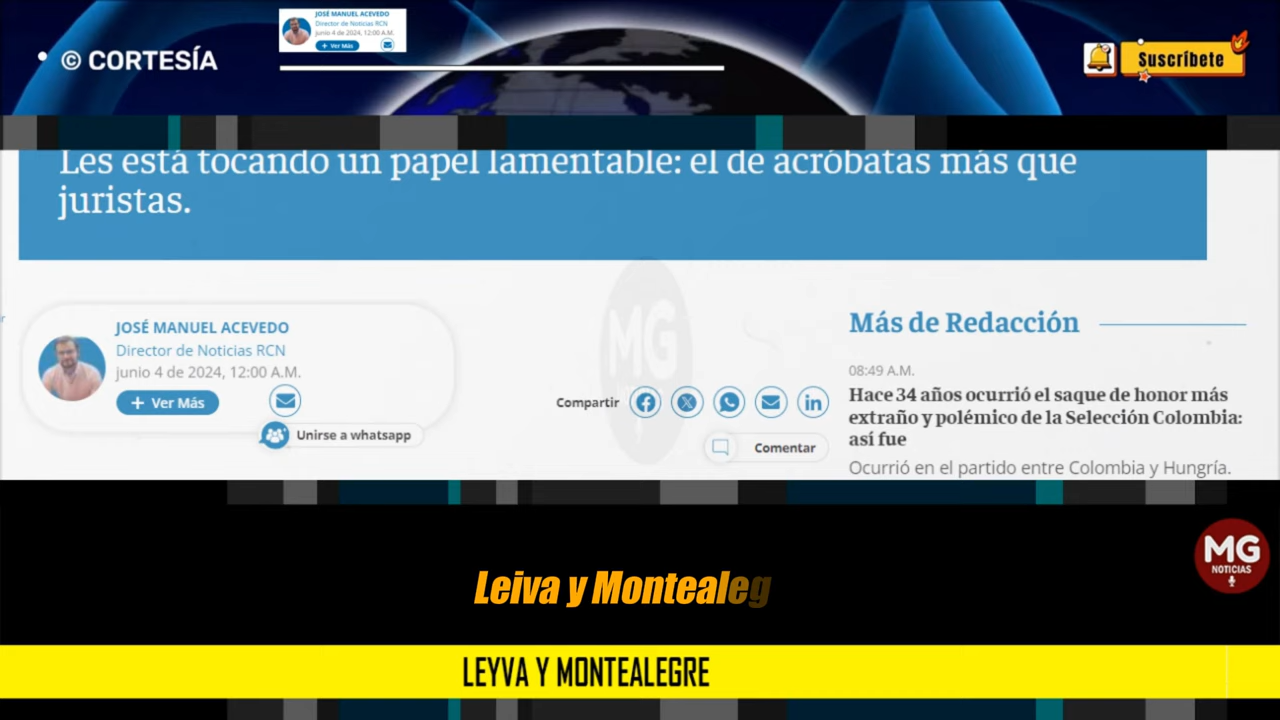 © CORTESÍA
JOSÉ MANUEL ACEVEDO
Director de Noticias RCN
junio 4 de 2024, 12:00 A.M.
+ Ver Más
Suscríbete
Les está tocando un papel lamentable: el de acróbatas más que
juristas.
JOSÉ MANUEL ACEVEDO
Director de Noticias RCN
junio 4 de 2024, 12:00 A.M.
+ Ver Más
Unirse a whatsapp
Compartir
Comentar
MG
Más de Redacción
08:49 A.M.
Hace 34 años ocurrió el saque de honor más
extraño y polémico de la Selección Colombia:
así fue
Ocurrió en el partido entre Colombia y Hungría.
MG
NOTICIAS
Leiva y Montealeg
LEYVA Y MONTEALEGRE